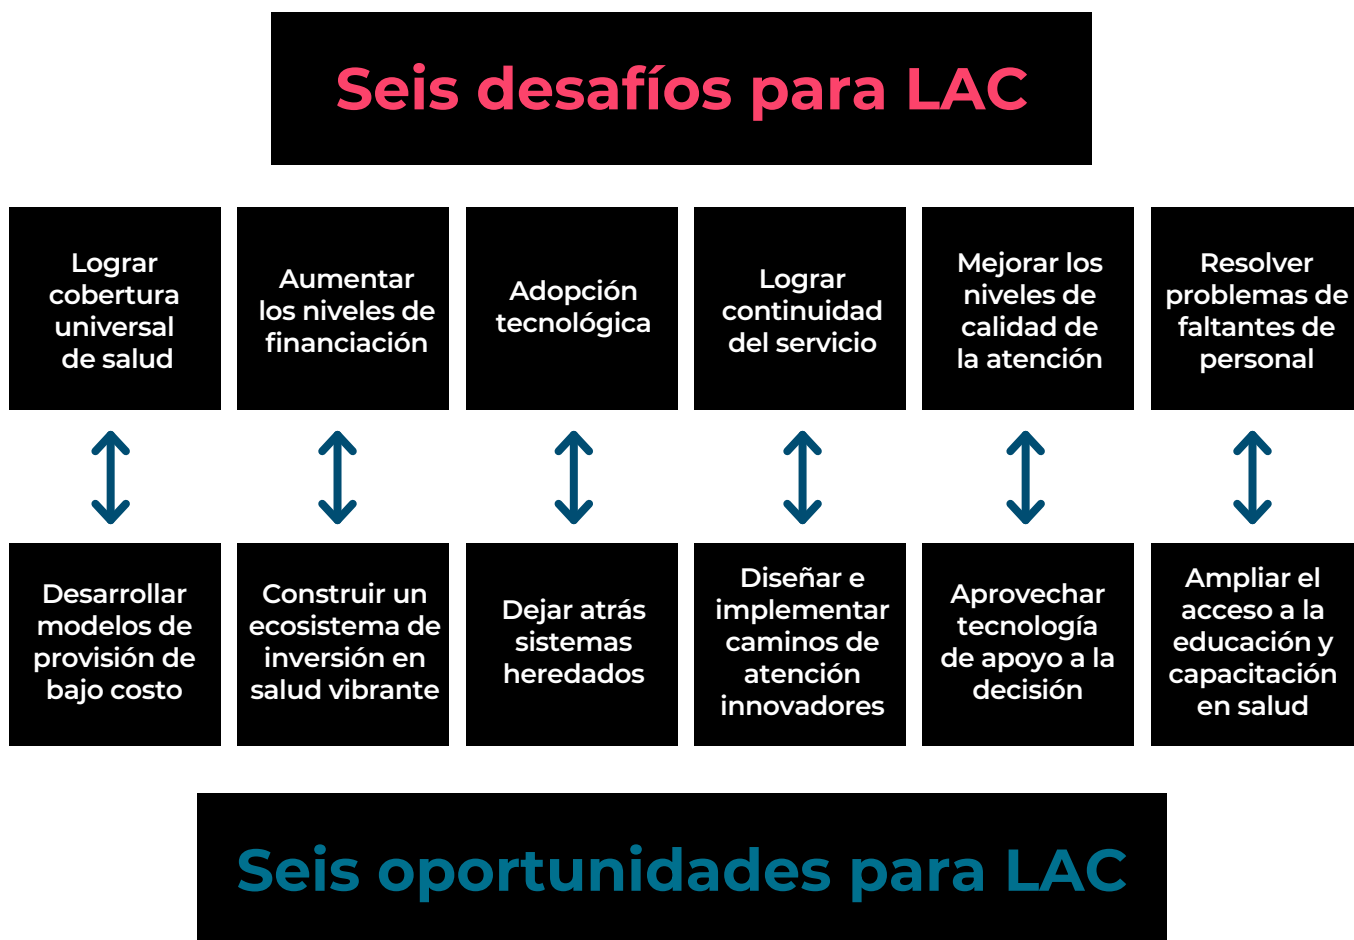 Seis desafíos para LAC
Lograr
cobertura
universal
de salud
Aumentar
los niveles de
financiación
Adopción
tecnológica
Lograr
continuidad
del servicio
Mejorar los
niveles de
calidad de
la atención
Resolver
problemas de
faltantes de
personal
Desarrollar
modelos de
provisión de
bajo costo
Construir un
ecosistema de
inversión en
salud vibrante
Dejar atrás
sistemas
heredados
Diseñar e
implementar
caminos de
atención
innovadores
Aprovechar
tecnología
de apoyo a la
decisión
Ampliar el
acceso a la
educación y
capacitación
en salud
Seis oportunidades para LAC